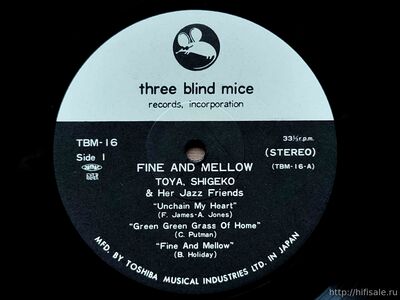 three blind mice
records, incorporation
TBM-16
Side 1
33⅓ r.p.m.
(STEREO)
(TBM-16-A)
FINE AND MELLOW
TOYA, SHIGEKO
& Her Jazz Friends
"Unchain My Heart"
(F. James-A. Jones)
"Green Green Grass Of Home"
(C. Putman)
"Fine And Mellow"
(B. Holiday)
MFD. BY TOSHIBA MUSICAL INDUSTRIES LTD. IN JAPAN
http://hifisale.ru